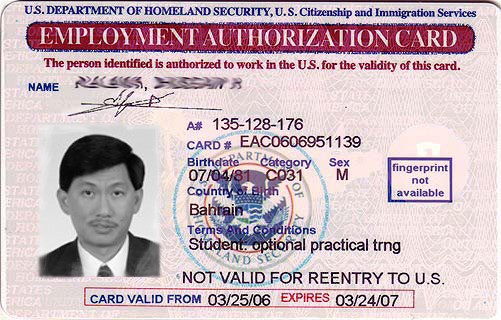 U.S. DEPARTMENT OF HOMELAND SECURITY, U.S. Citizenship and Immigration Services
EMPLOYMENT AUTHORIZATION CARD
The person identified is authorized to work in the U.S. for the validity of this card.
NAME
A# 135-128-176
CARD # EAC0606951139
Birthdate Category Sex
07/04/81 C031 M
Country of Birth
Bahrain
Terms And Conditions
Student: optional practical trng
fingerprint
not
available
NOT VALID FOR REENTRY TO U.S.
CARD VALID FROM 03/25/06 EXPIRES 03/24/07